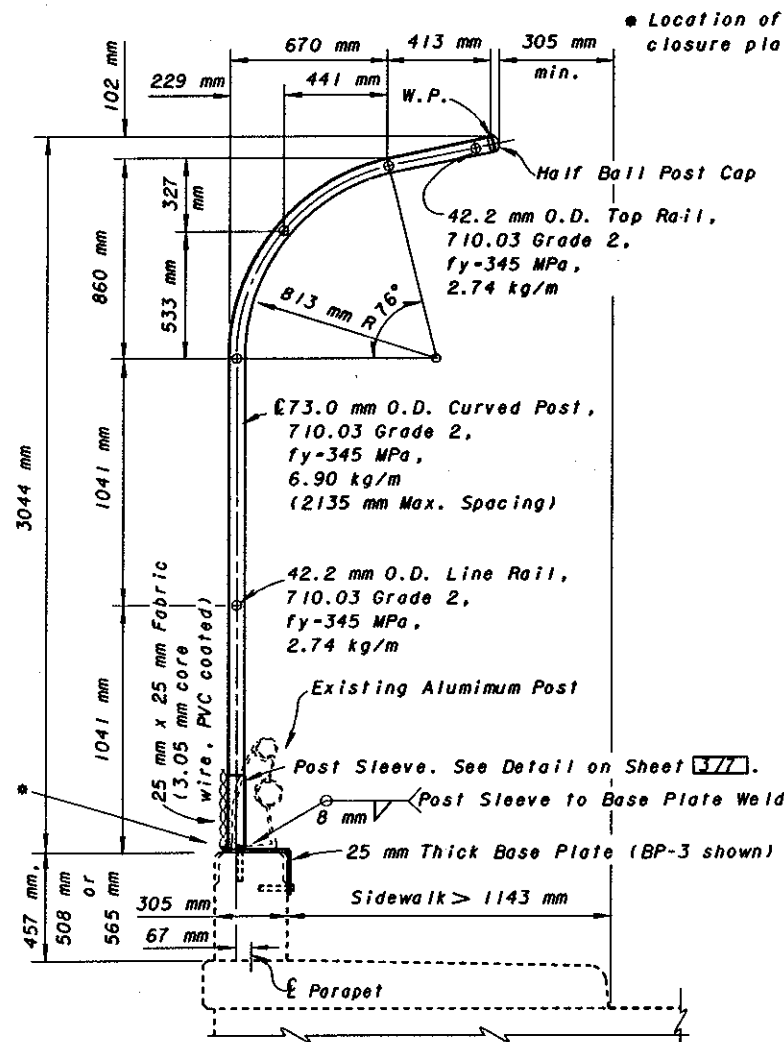 * Location of
closure pla
670 mm
413 mm
305 mm
min.
102 mm
229 mm
441 mm
W.P.
Half Ball Post Cap
327
mm
42.2 mm O.D. Top Rail,
710.03 Grade 2,
fy=345 MPa,
2.74 kg/m
860 mm
533 mm
813 mm R
76°
℄ 73.0 mm O.D. Curved Post,
710.03 Grade 2,
fy=345 MPa,
6.90 kg/m
(2135 mm Max. Spacing)
3044 mm
1041 mm
42.2 mm O.D. Line Rail,
710.03 Grade 2,
fy=345 MPa,
2.74 kg/m
25 mm x 25 mm Fabric
(3.05 mm core
wire, PVC coated)
1041 mm
Existing Alumimum Post
*
Post Sleeve. See Detail on Sheet 3/7.
8 mm
Post Sleeve to Base Plate Weld
25 mm Thick Base Plate (BP-3 shown)
457 mm,
508 mm
or
565 mm
305 mm
Sidewalk > 1143 mm
67 mm
℄ Parapet